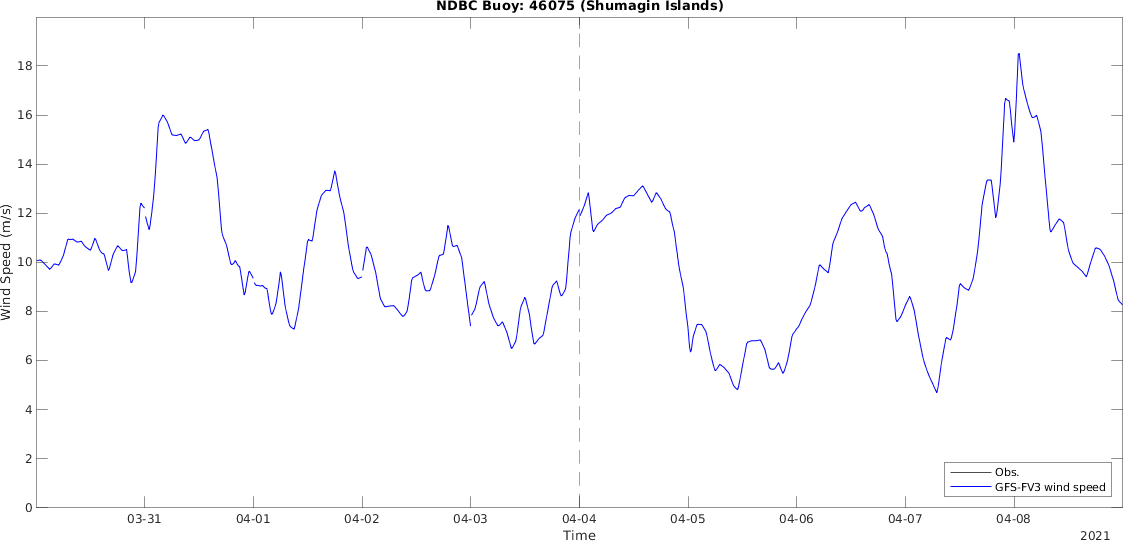 NDBC Buoy: 46075 (Shumagin Islands)
Wind Speed (m/s)
18
16
14
12
10
8
6
4
2
0
03-31 04-01 04-02 04-03 04-04 04-05 04-06 04-07 04-08
Time
2021
Obs.
GFS-FV3 wind speed